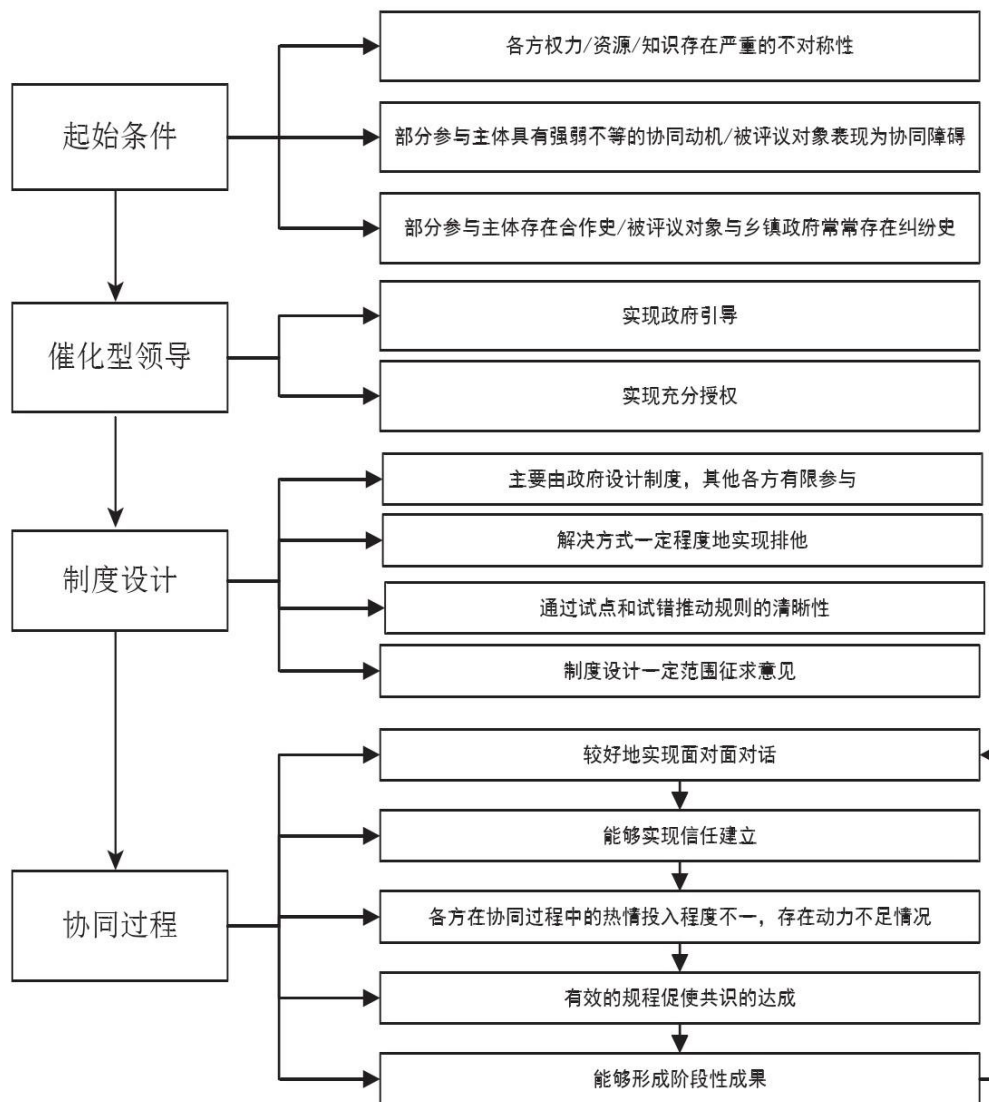 起始条件
各方权力/资源/知识存在严重的不对称性
部分参与主体具有强弱不等的协同动机/被评议对象表现为协同障碍
部分参与主体存在合作史/被评议对象与乡镇政府常常存在纠纷史
催化型领导
实现政府引导
实现充分授权
制度设计
主要由政府设计制度，其他各方有限参与
解决方式一定程度地实现排他
通过试点和试错推动规则的清晰性
制度设计一定范围征求意见
协同过程
较好地实现面对面对话
能够实现信任建立
各方在协同过程中的热情投入程度不一，存在动力不足情况
有效的规程促使共识的达成
能够形成阶段性成果